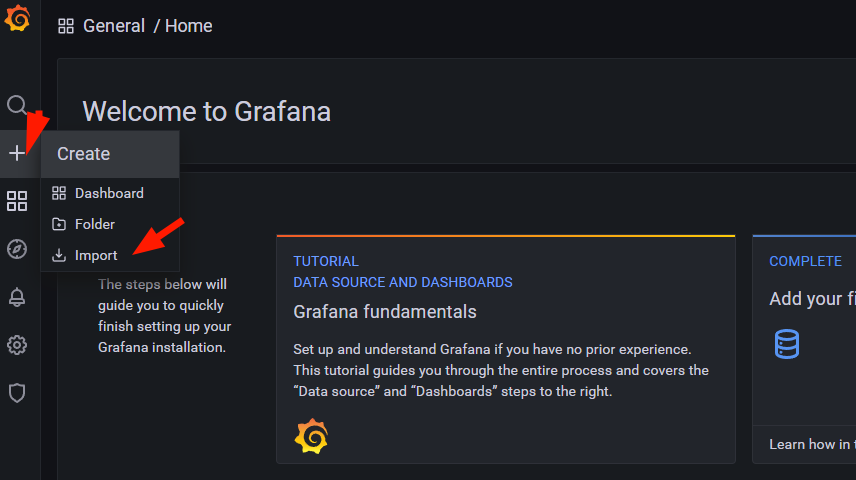 General / Home
Welcome to Grafana
Create
Dashboard
Folder
Import
The steps below will
guide you to quickly
finish setting up your
Grafana installation.
TUTORIAL
DATA SOURCE AND DASHBOARDS
Grafana fundamentals
Set up and understand Grafana if you have no prior experience.
This tutorial guides you through the entire process and covers the
“Data source” and “Dashboards” steps to the right.
COMPLETE
Add your fi
Learn how in t